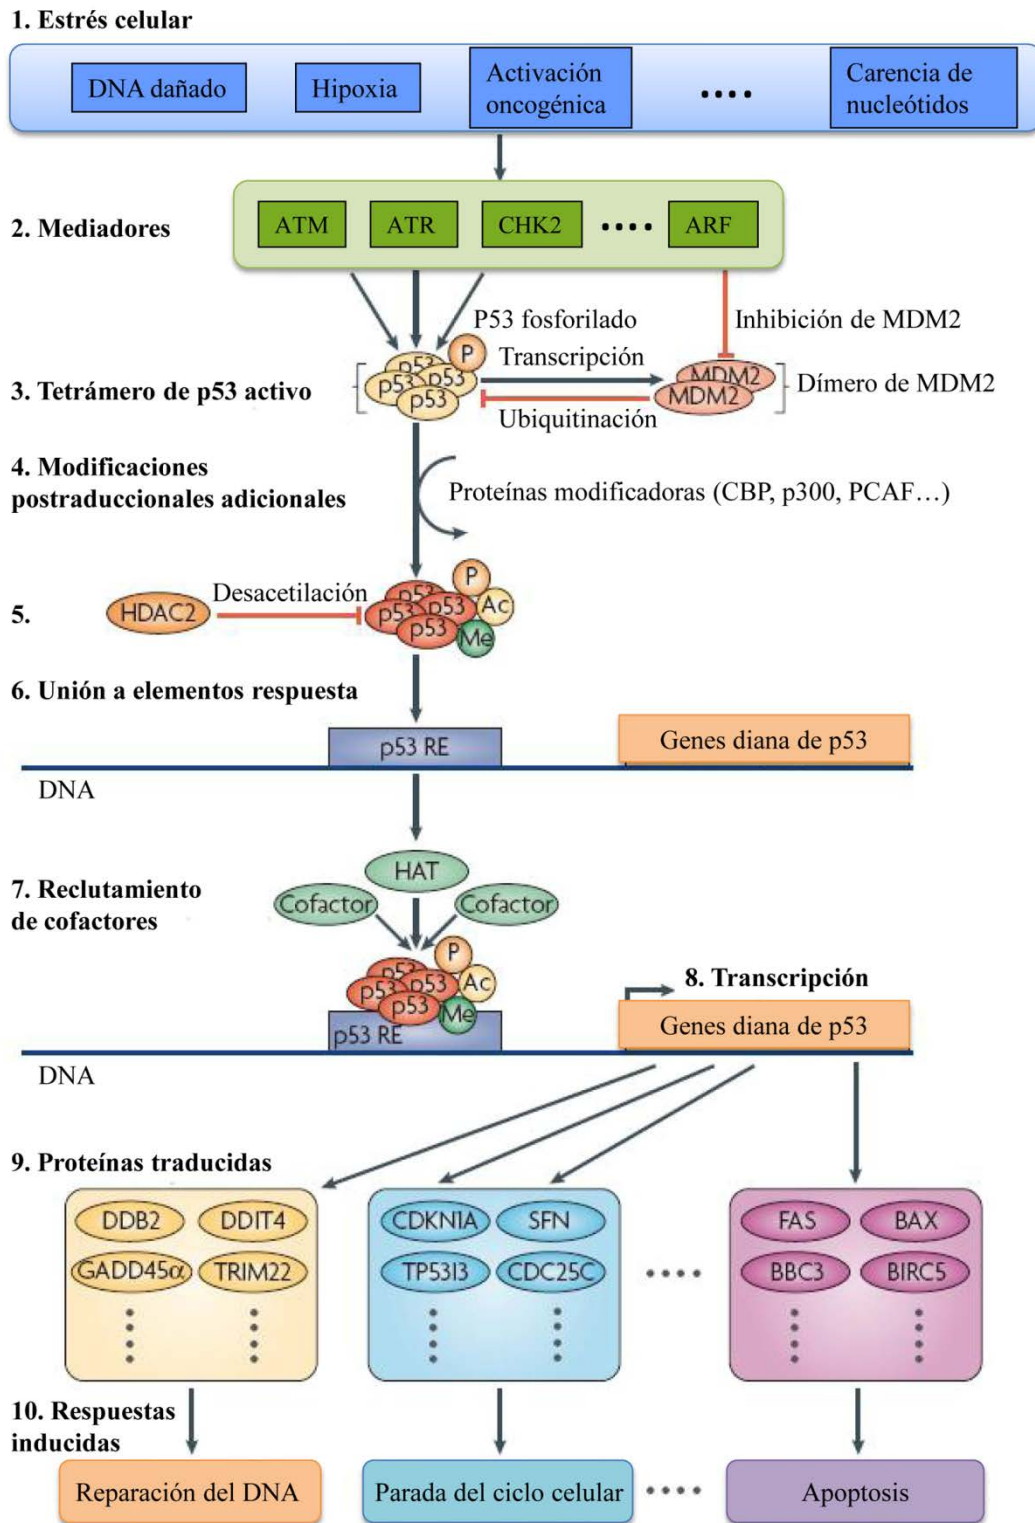 1. Estrés celular
DNA dañado
Hipoxia
Activación
oncogénica
....
Carencia de
nucleótidos
2. Mediadores
ATM
ATR
CHK2
....
ARF
P53 fosforilado
Inhibición de MDM2
P
Transcripción
3. Tetrámero de p53 activo
p53
p53
p53
p53
MDM2
MDM2
Dímero de MDM2
Ubiquitinación
4. Modificaciones
postraduccionales adicionales
Proteínas modificadoras (CBP, p300, PCAF…)
5.
HDAC2
Desacetilación
p53
p53
p53
p53
P
Ac
Me
6. Unión a elementos respuesta
p53 RE
Genes diana de p53
DNA
7. Reclutamiento
de cofactores
HAT
Cofactor
Cofactor
p53
p53
p53
p53
P
Ac
Me
p53 RE
8. Transcripción
Genes diana de p53
DNA
9. Proteínas traducidas
DDB2
DDIT4
GADD45α
TRIM22
CDKN1A
SFN
TP53I3
CDC25C
....
FAS
BAX
BBC3
BIRC5
10. Respuestas
inducidas
Reparación del DNA
Parada del ciclo celular
....
Apoptosis